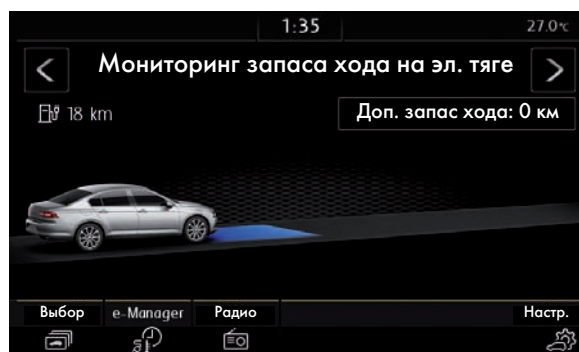 1:35 27.0°C
Мониторинг запаса хода на эл. тяге
18 km Доп. запас хода: 0 км
Выбор e-Manager Радио Настр.